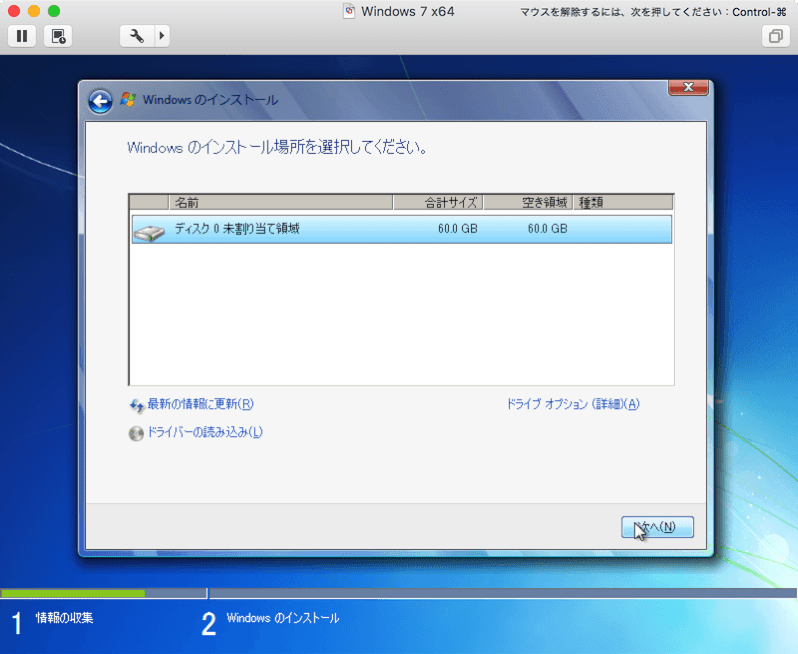 Windows 7 x64
マウスを解除するには、次を押してください：Control-⌘
Windows のインストール
Windows のインストール場所を選択してください。
名前 合計サイズ 空き領域 種類
ディスク 0 未割り当て領域 60.0 GB 60.0 GB
最新の情報に更新(R) ドライブ オプション (詳細)(A)
ドライバーの読み込み(L)
次へ(N)
1 情報の収集 2 Windows のインストール